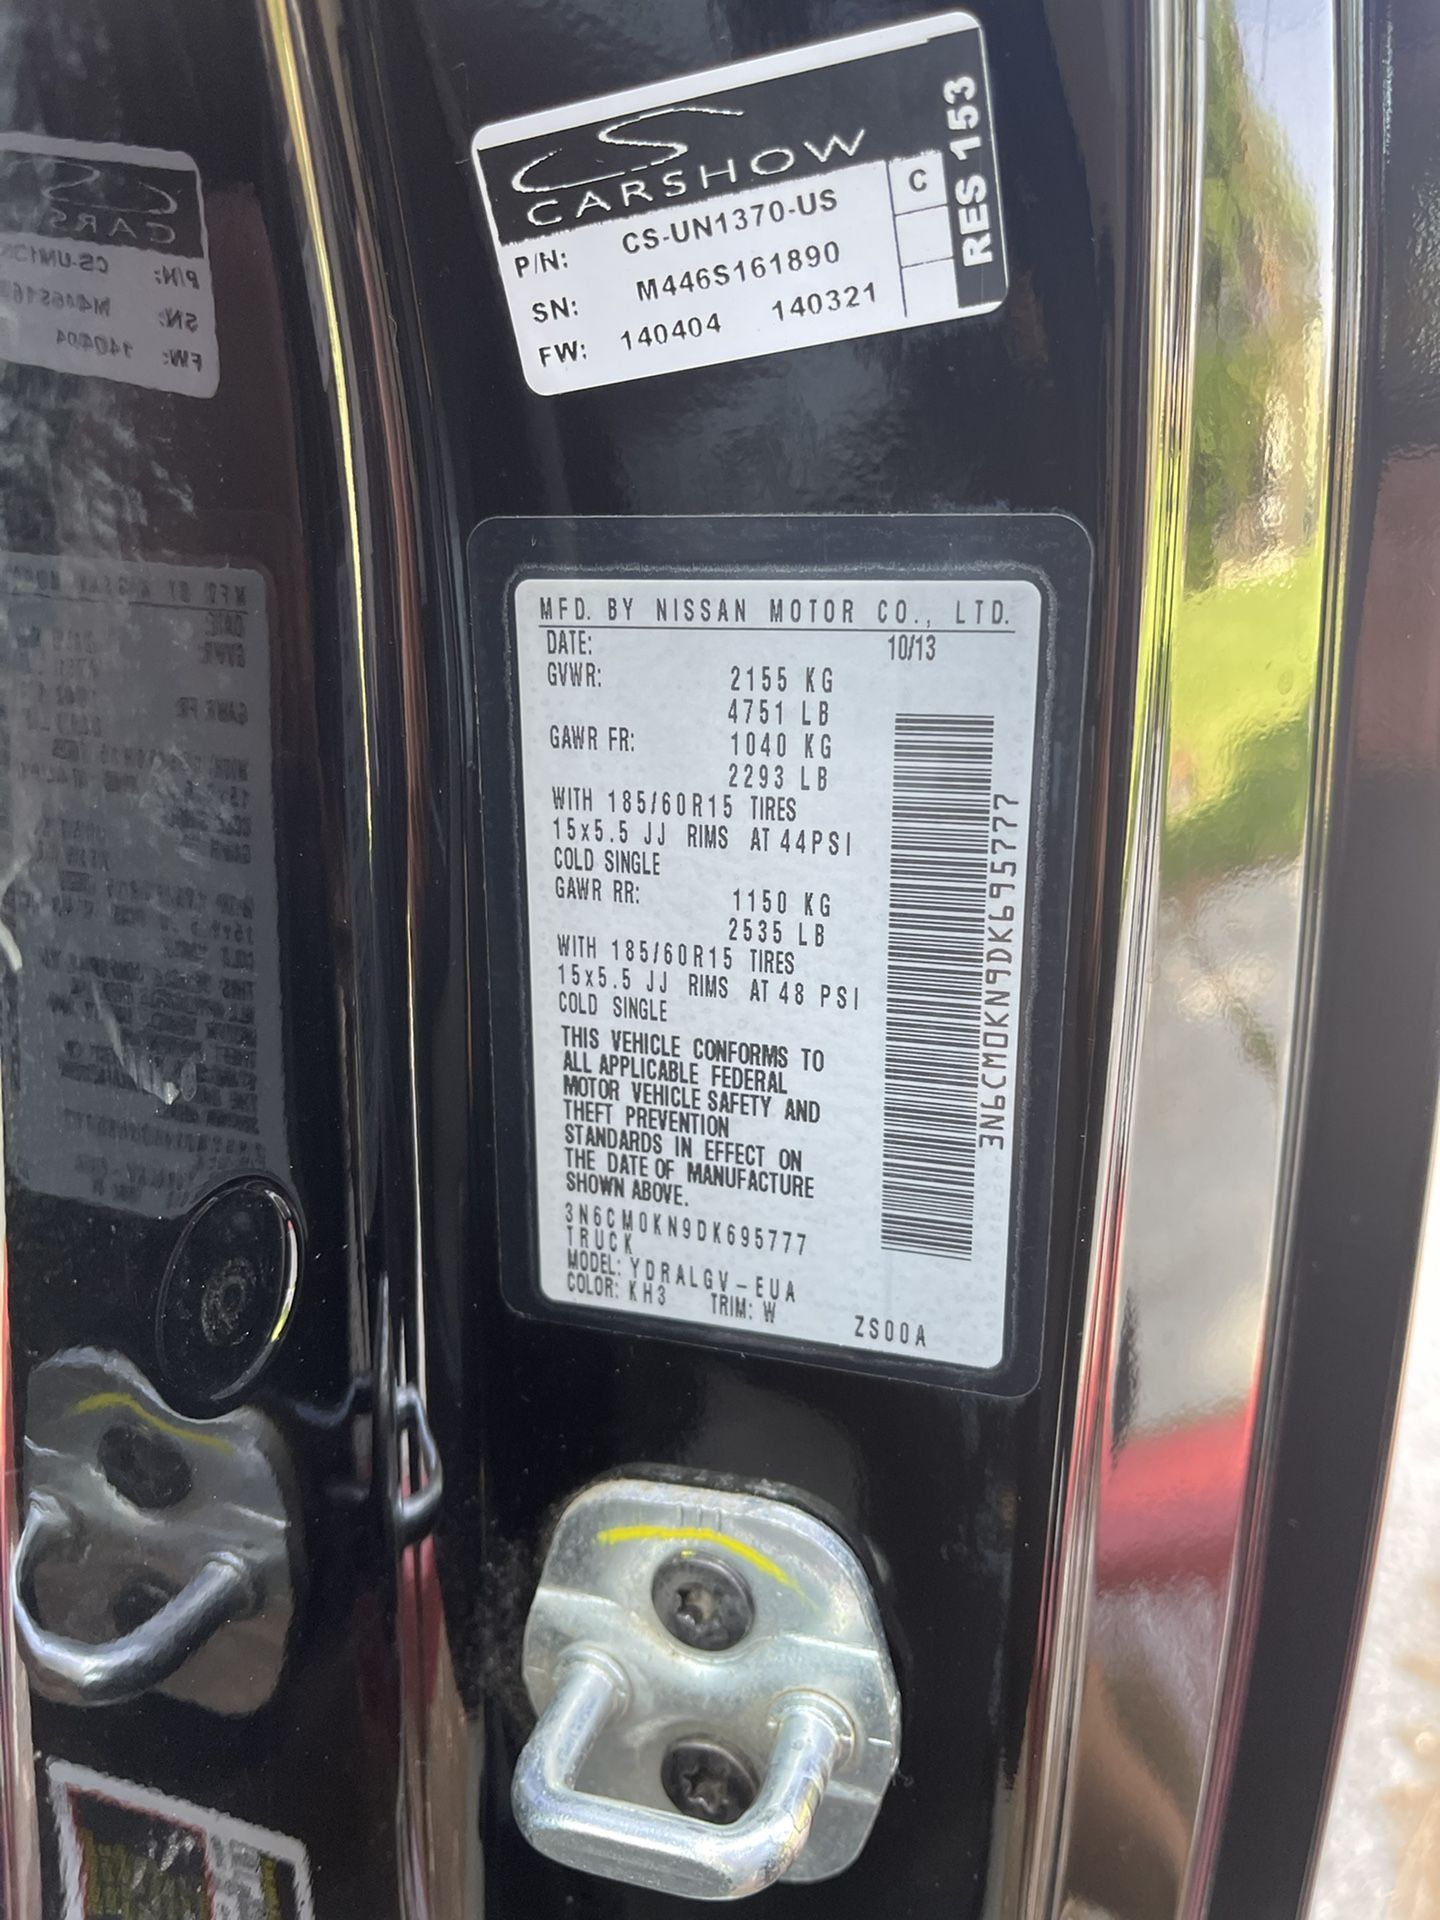 CARSHOW
P/N: CS-UN1370-US C
SN: M446S161890
FW: 140404 140321
RES 153
MFD. BY NISSAN MOTOR CO., LTD.
DATE: 10/13
GVWR: 2155 KG
4751 LB
GAWR FR: 1040 KG
2293 LB
WITH 185/60R15 TIRES
15x5.5 JJ RIMS AT 44PSI
COLD SINGLE
GAWR RR: 1150 KG
2535 LB
WITH 185/60R15 TIRES
15x5.5 JJ RIMS AT 48 PSI
COLD SINGLE
THIS VEHICLE CONFORMS TO
ALL APPLICABLE FEDERAL
MOTOR VEHICLE SAFETY AND
THEFT PREVENTION
STANDARDS IN EFFECT ON
THE DATE OF MANUFACTURE
SHOWN ABOVE.
3N6CM0KN9DK695777
TRUCK
MODEL: YDRALGV-EUA
COLOR: KH3 TRIM: W ZS00A
3N6CM0KN9DK695777